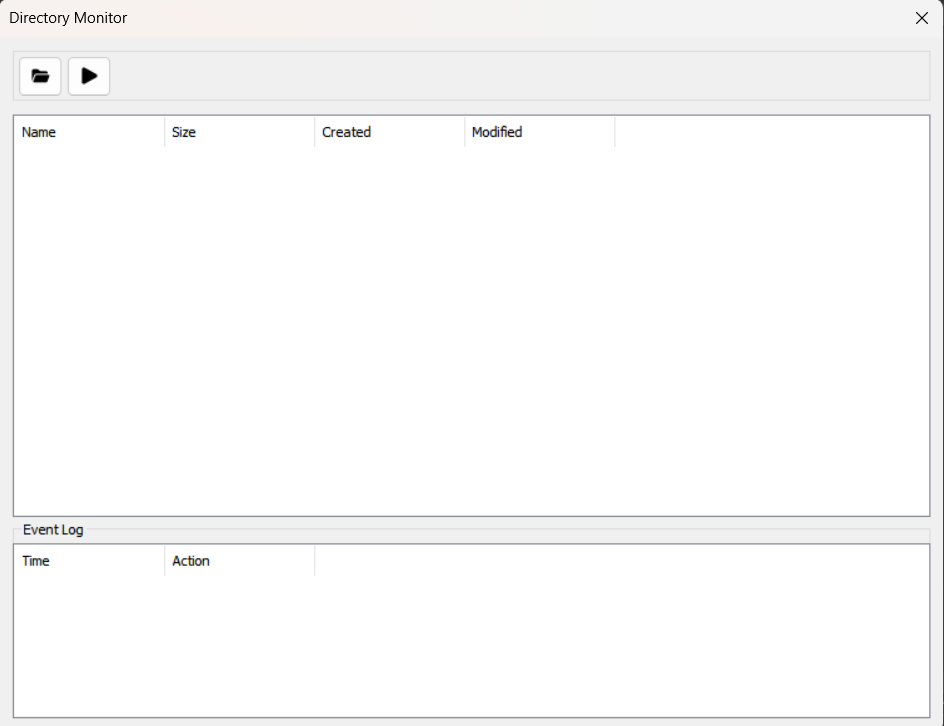 Directory Monitor
Name Size Created Modified
Event Log
Time Action